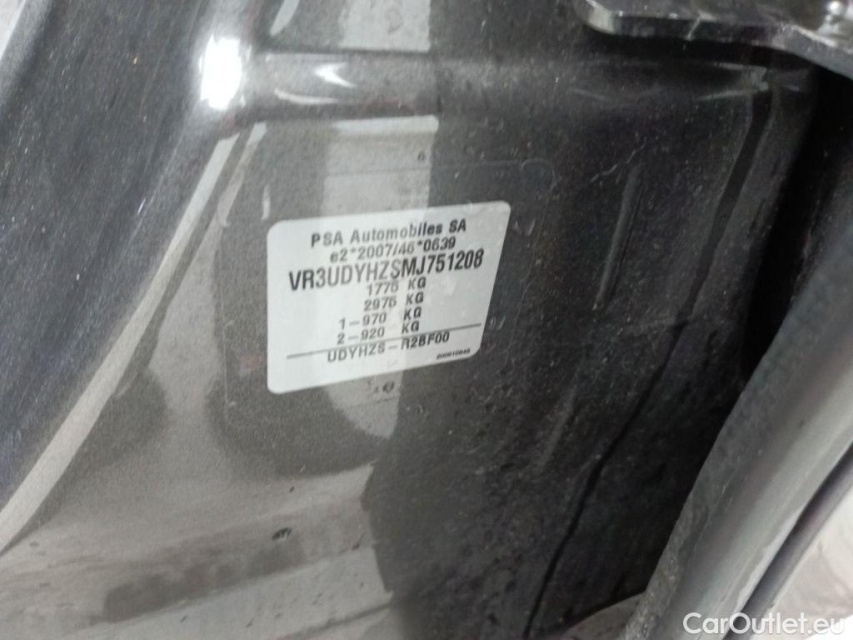 PSA Automobiles SA
e2*2007/46*0639
VR3UDYHZSMJ751208
1775 KG
2975 KG
1-970 KG
2-920 KG
UDYHZS-R2BF00
CarOutlet.eu